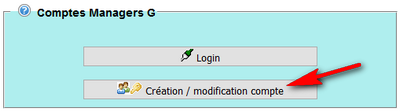 Comptes Managers G
Login
Création / modification compte